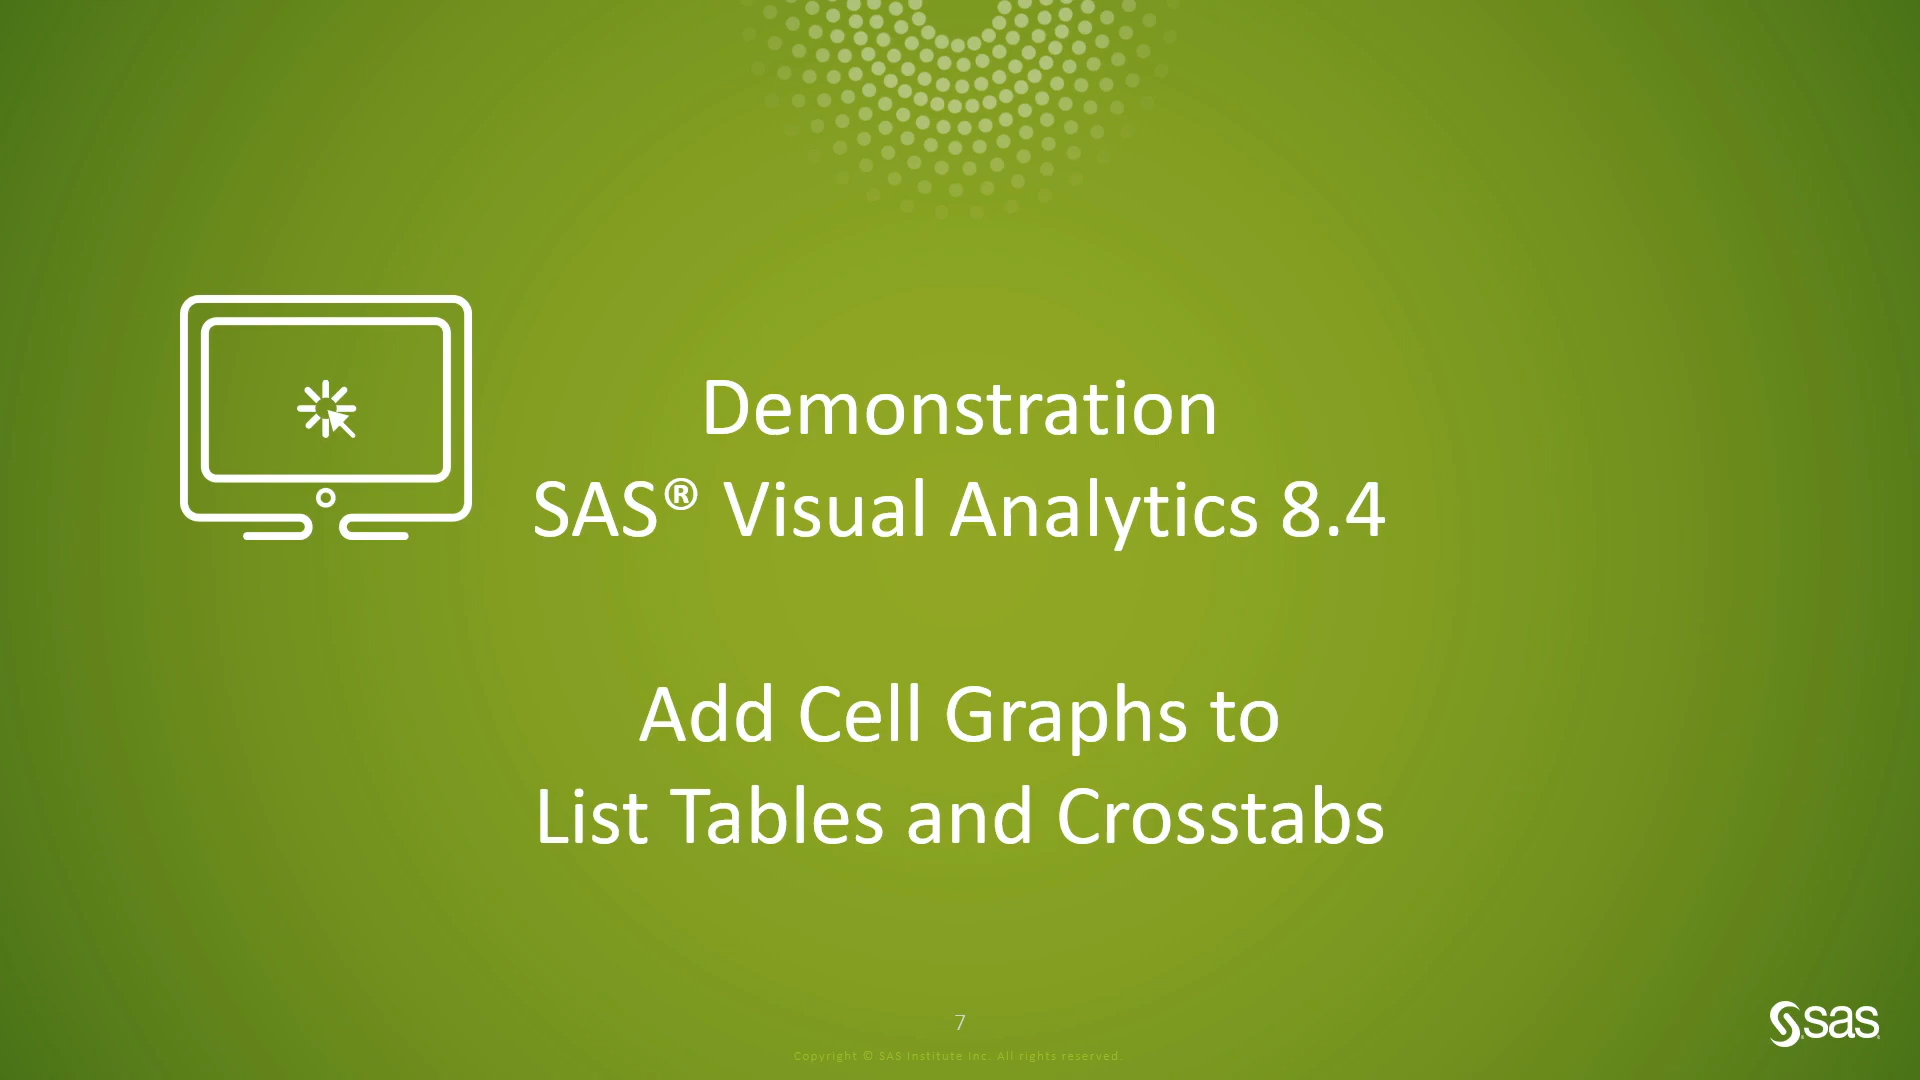 Demonstration
SAS® Visual Analytics 8.4
Add Cell Graphs to
List Tables and Crosstabs
7
sas
Copyright © SAS Institute Inc. All rights reserved.